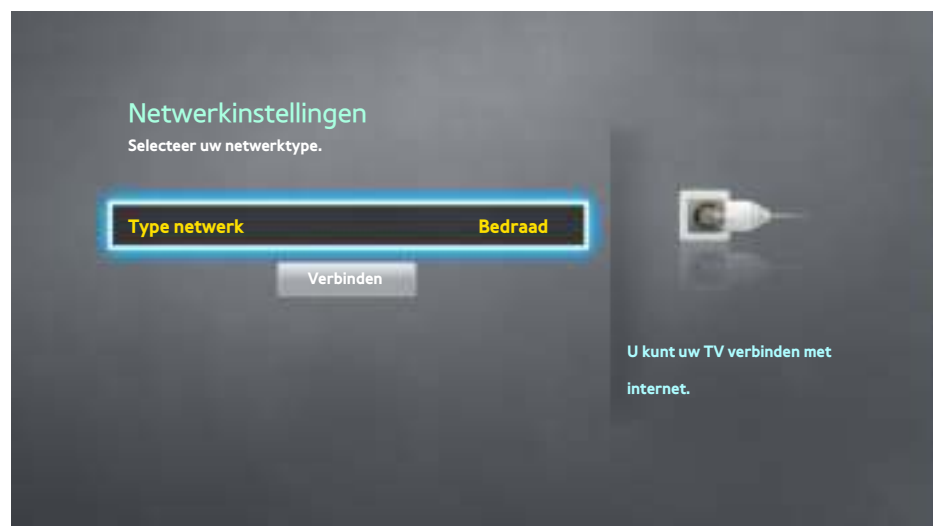 Netwerkinstellingen
Selecteer uw netwerktype.
Type netwerk Bedraad
Verbinden
U kunt uw TV verbinden met
internet.